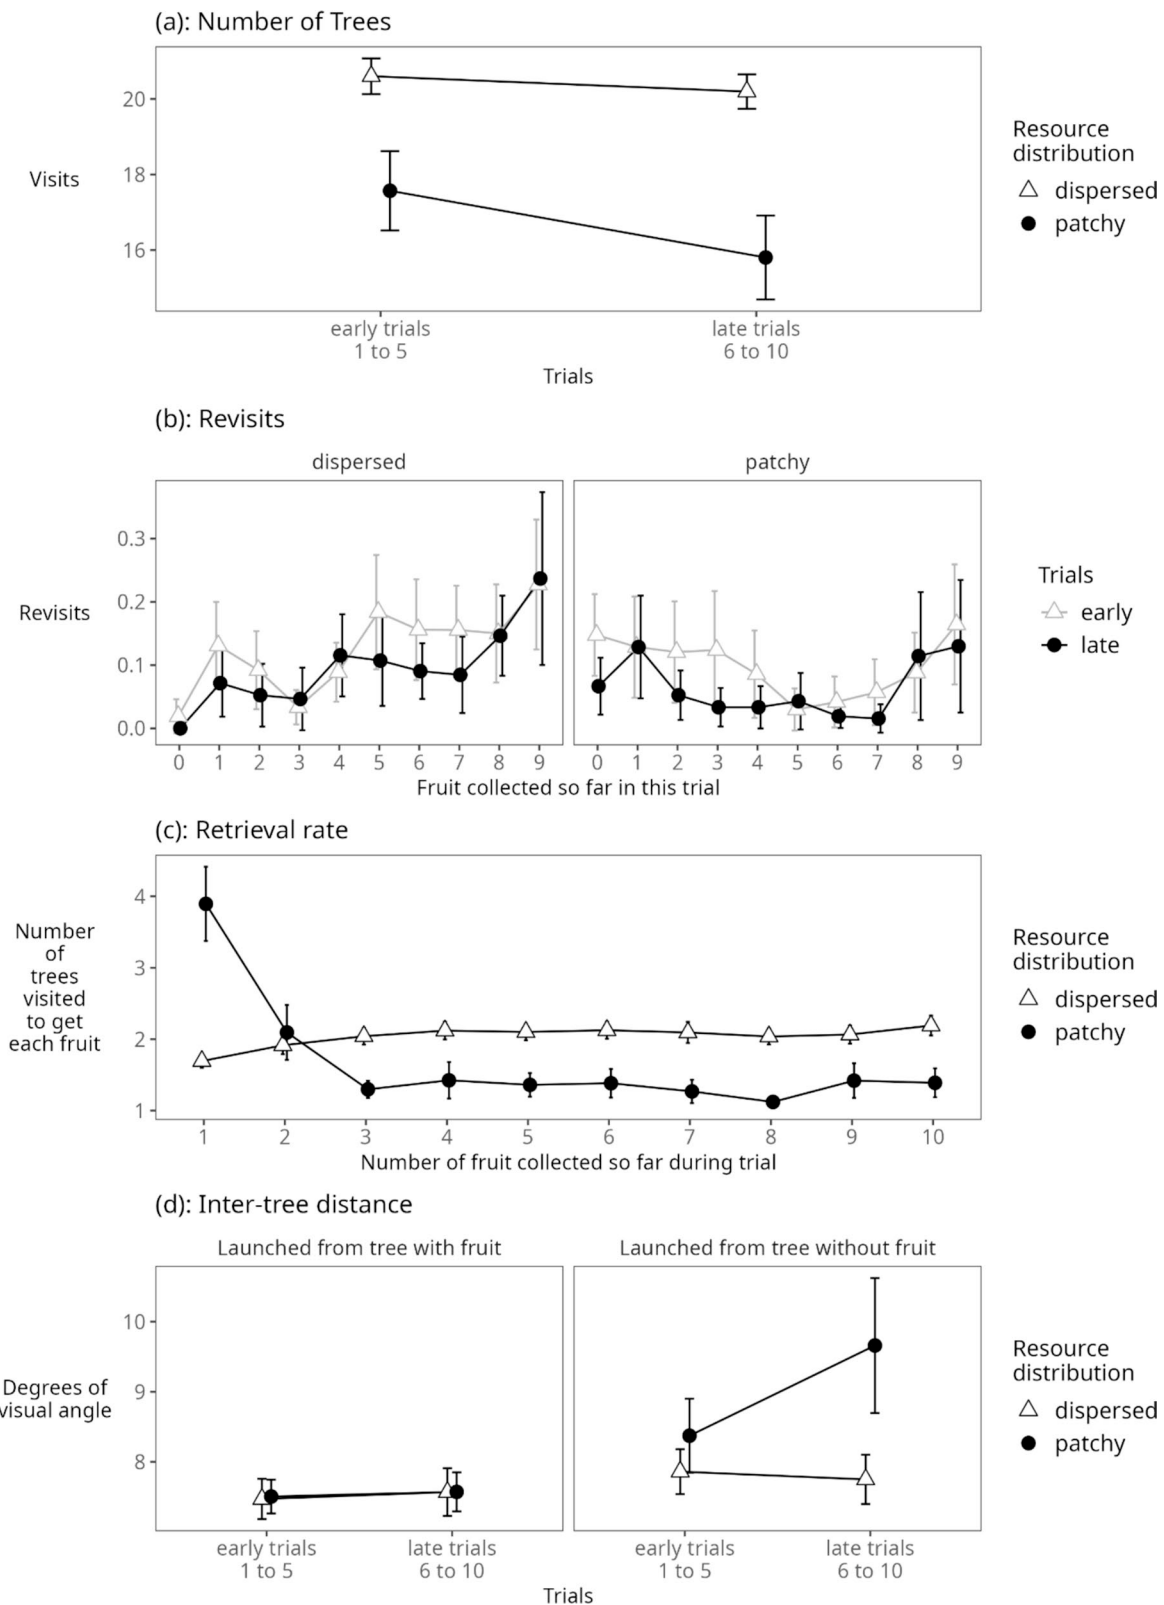 (a): Number of Trees
20
18
16
Visits
early trials
1 to 5
late trials
6 to 10
Trials
Resource
distribution
dispersed
patchy
(b): Revisits
dispersed
patchy
0.3
0.2
0.1
0.0
Revisits
0 1 2 3 4 5 6 7 8 9
0 1 2 3 4 5 6 7 8 9
Fruit collected so far in this trial
Trials
early
late
(c): Retrieval rate
4
3
2
1
Number
of
trees
visited
to get
each fruit
1 2 3 4 5 6 7 8 9 10
Number of fruit collected so far during trial
Resource
distribution
dispersed
patchy
(d): Inter-tree distance
Launched from tree with fruit
Launched from tree without fruit
10
9
8
Degrees of
visual angle
early trials
1 to 5
late trials
6 to 10
early trials
1 to 5
late trials
6 to 10
Trials
Resource
distribution
dispersed
patchy